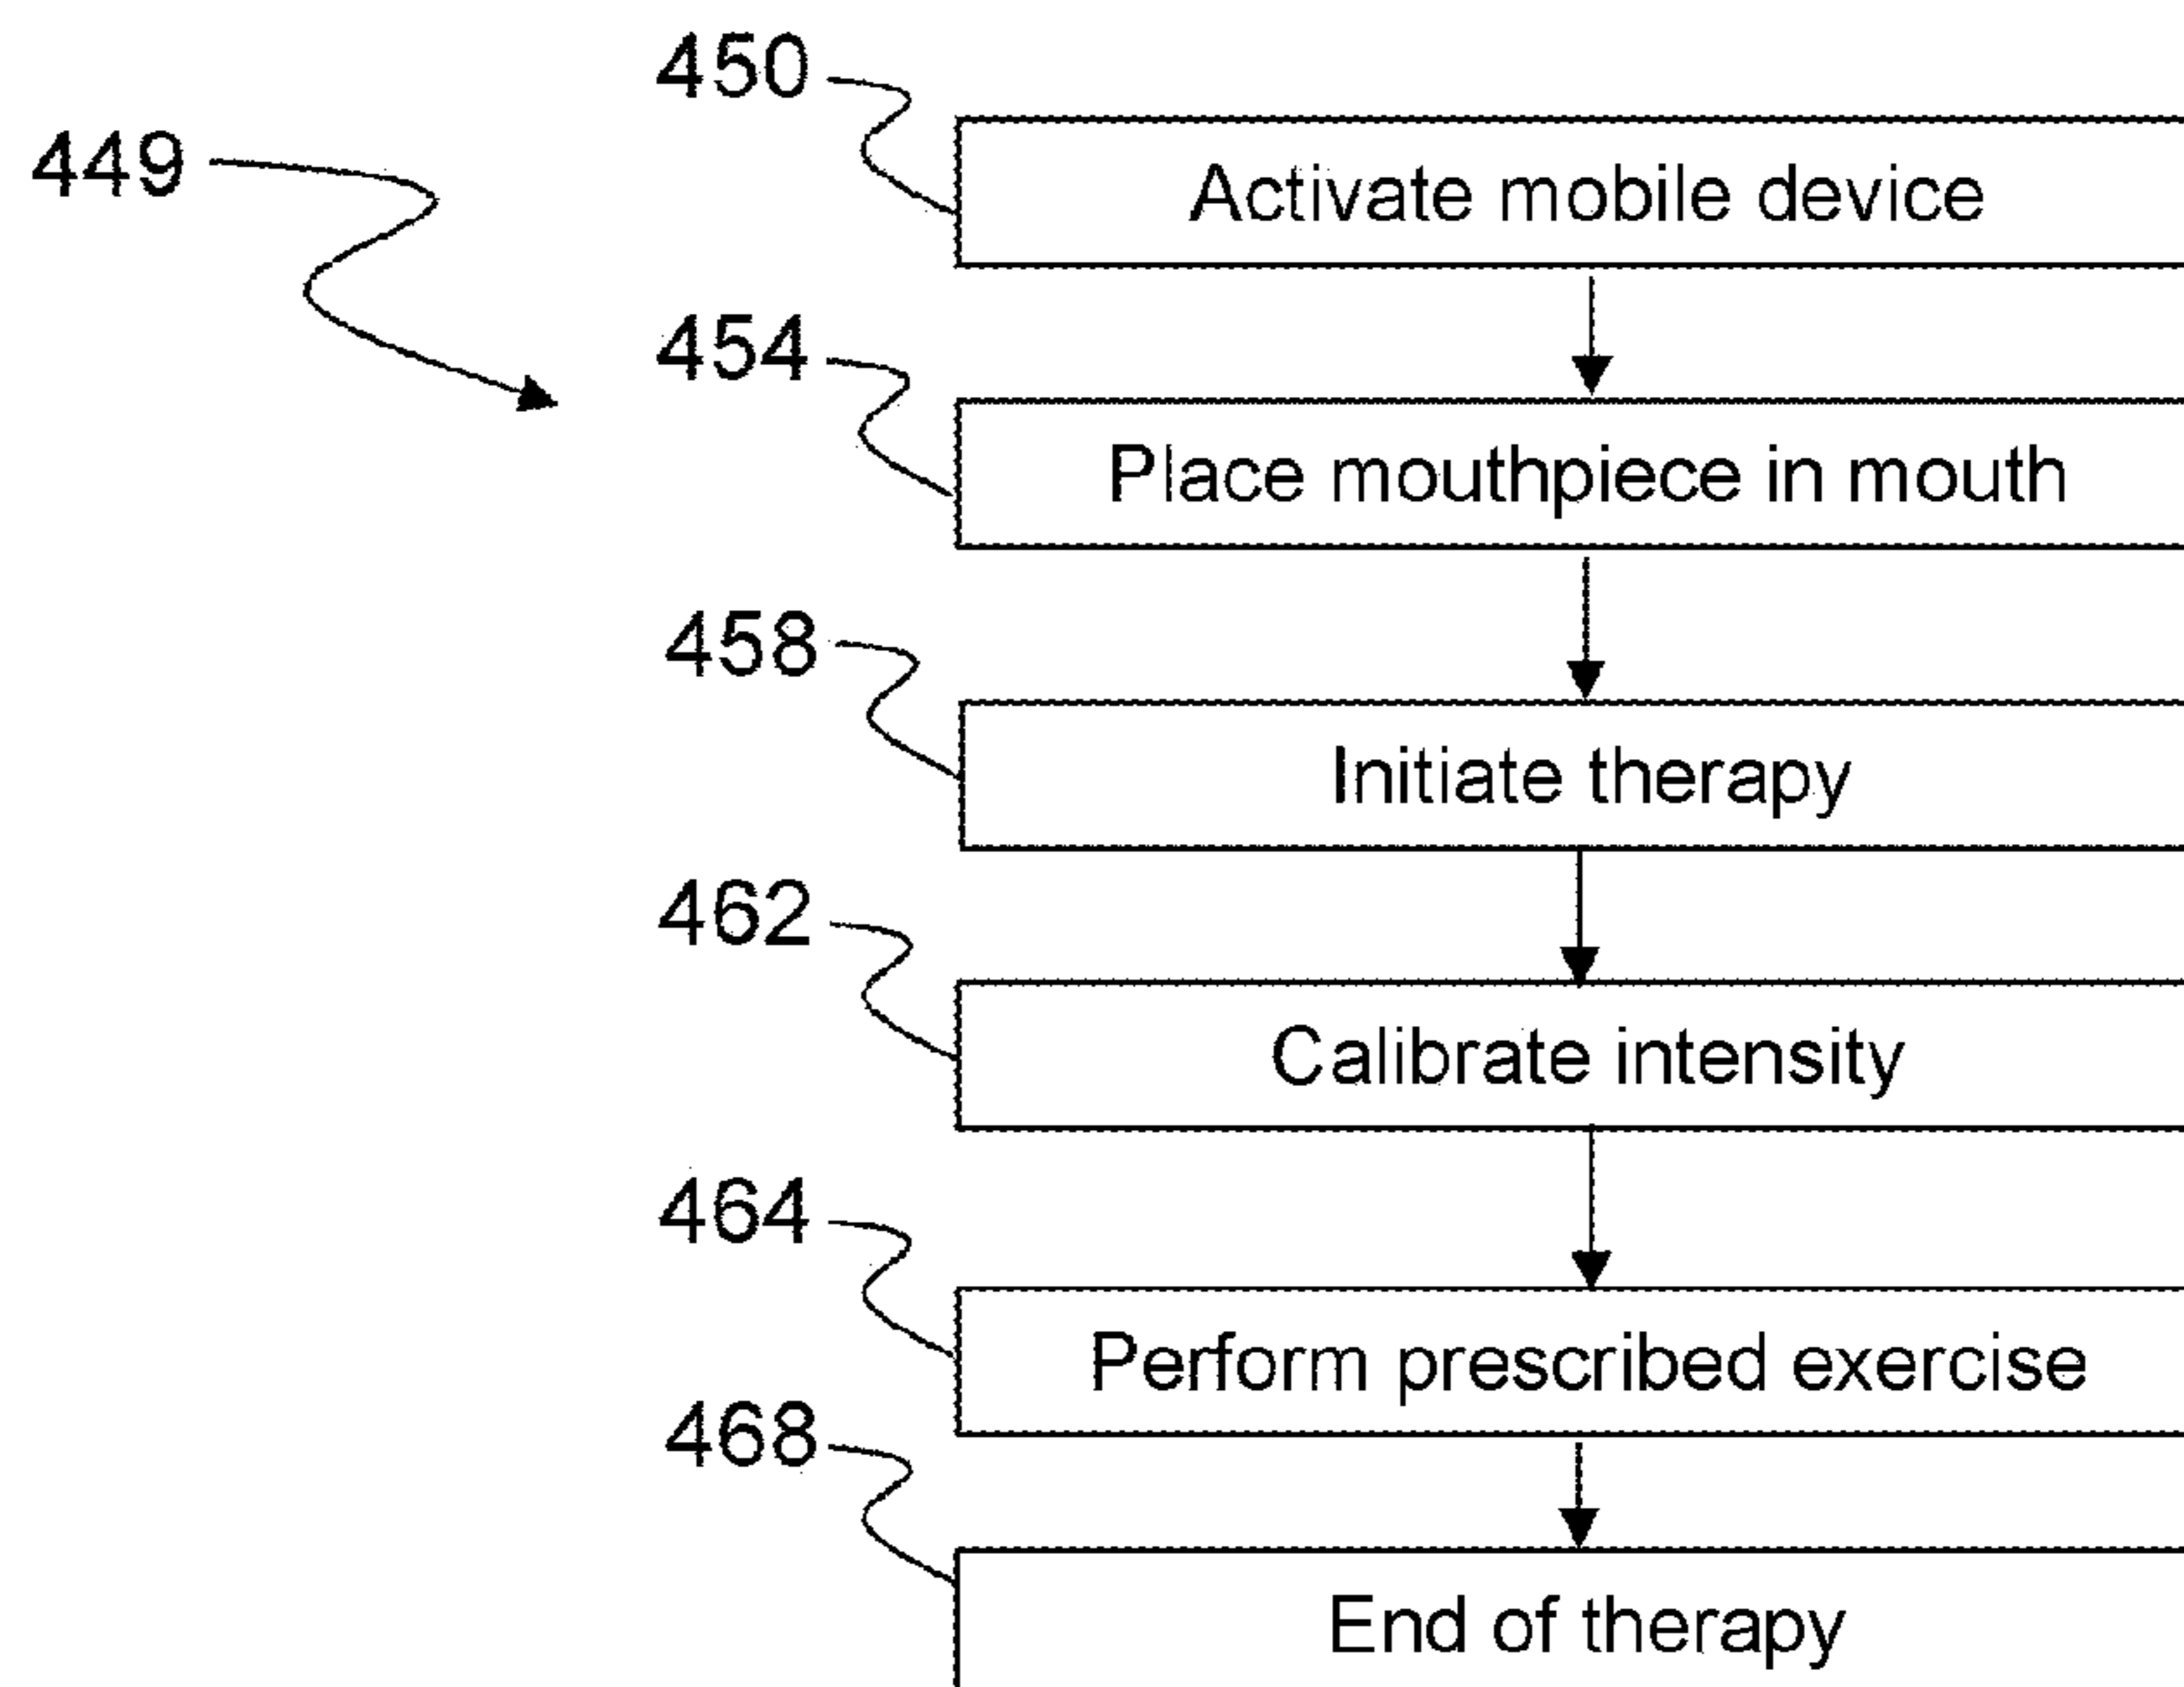 450
Activate mobile device
449
454
Place mouthpiece in mouth
458
Initiate therapy
462
Calibrate intensity
464
Perform prescribed exercise
468
End of therapy